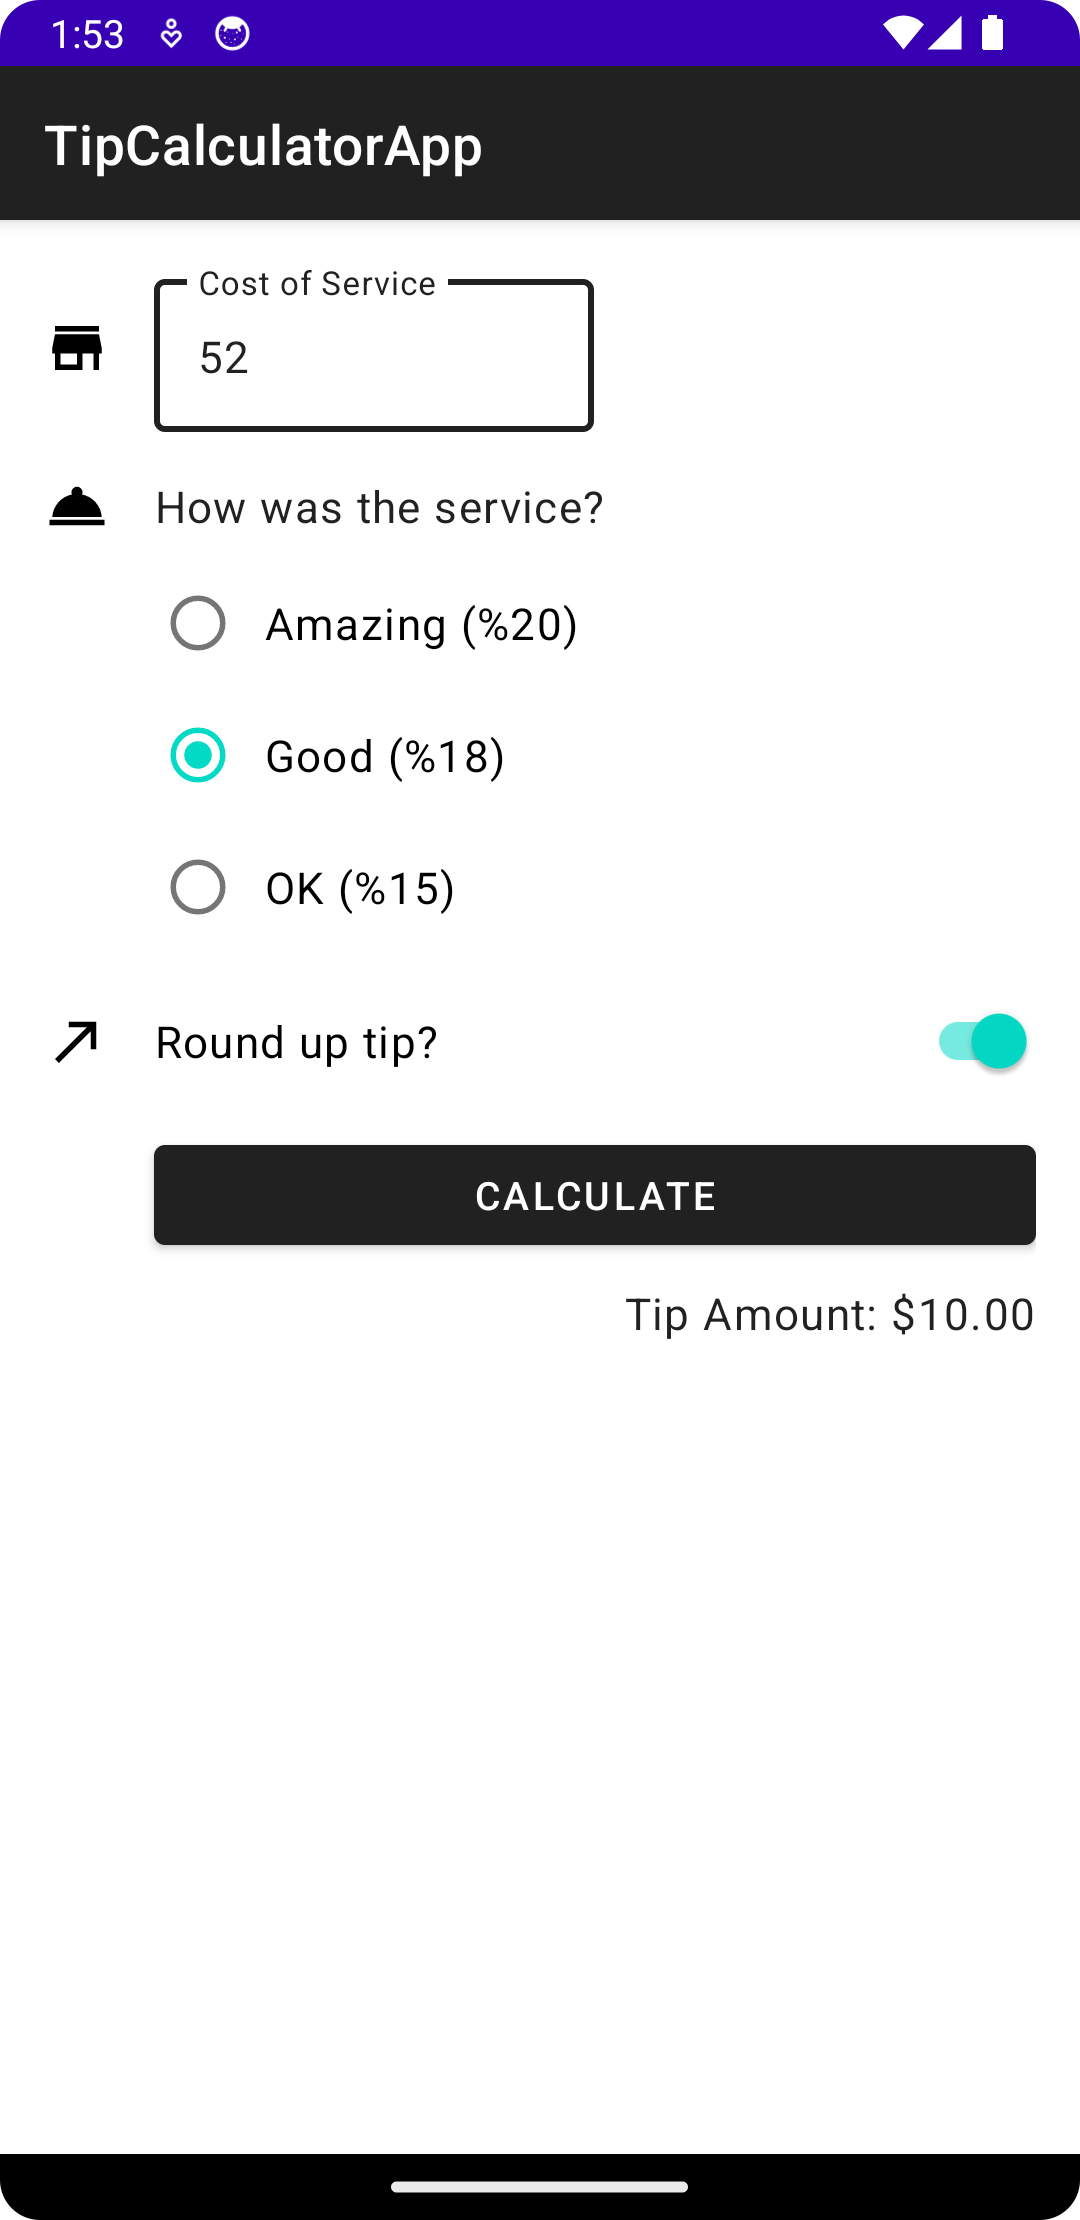 1:53
TipCalculatorApp
Cost of Service
52
How was the service?
Amazing (%20)
Good (%18)
OK (%15)
Round up tip?
CALCULATE
Tip Amount: $10.00